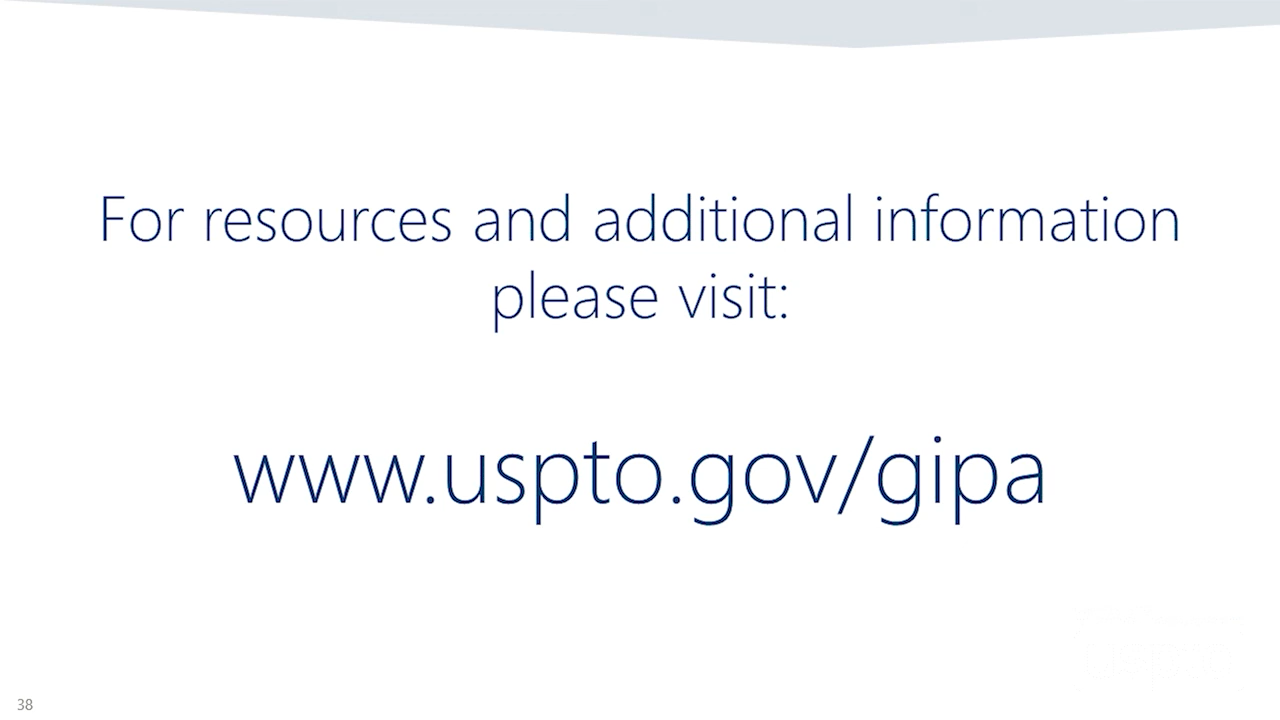 For resources and additional information
please visit:
www.uspto.gov/gipa
38